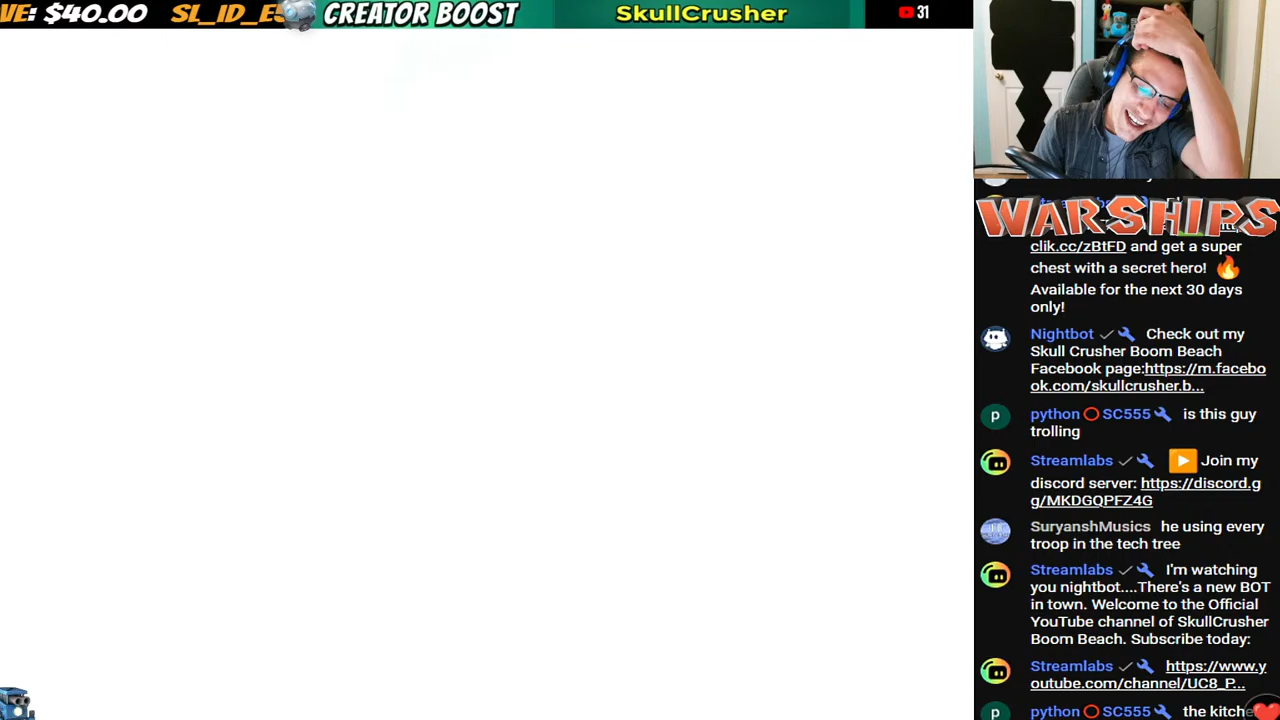 VE: $40.00 SL_ID_E
CREATOR BOOST
SkullCrusher
31
WARSHIPS
clik.cc/zBtFD and get a super
chest with a secret hero! 🔥
Available for the next 30 days
only!
Nightbot ✓ 🔧 Check out my
Skull Crusher Boom Beach
Facebook page:https://m.facebo
ok.com/skullcrusher.b...
P
python ⭕ SC555 🔧 is this guy
trolling
Streamlabs ✓ 🔧 ▶️ Join my
discord server: https://discord.g
g/MKDGQPFZ4G
SuryanshMusics he using every
troop in the tech tree
Streamlabs ✓ 🔧 I'm watching
you nightbot....There's a new BOT
in town. Welcome to the Official
YouTube channel of SkullCrusher
Boom Beach. Subscribe today:
Streamlabs ✓ 🔧 https://www.y
outube.com/channel/UC8_P...
P
python ⭕ SC555 🔧 the kitche